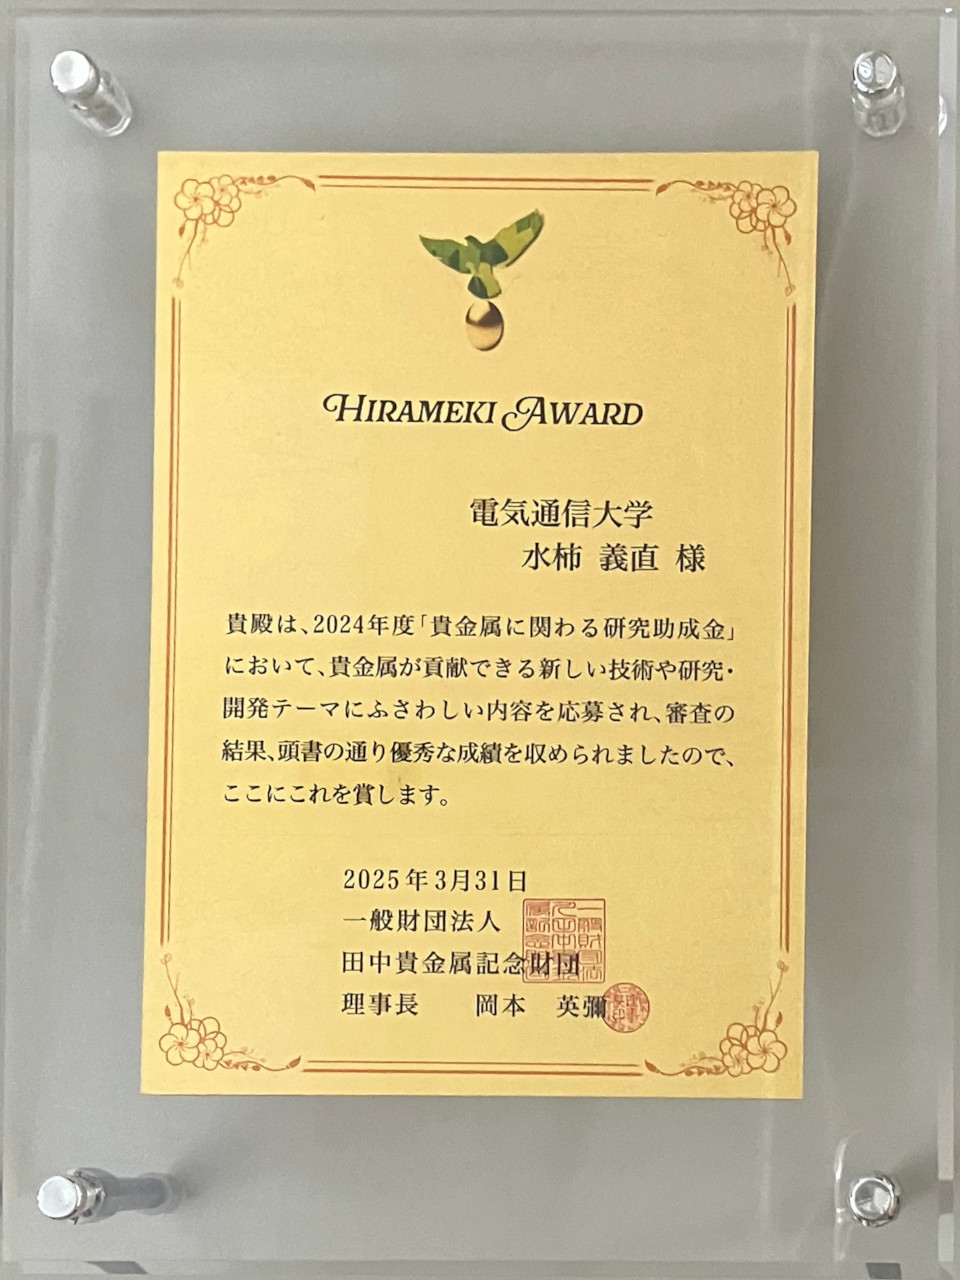 HIRAMEKI AWARD
電気通信大学
水柿 義直 様
貴殿は、2024年度「貴金属に関わる研究助成金」
において、貴金属が貢献できる新しい技術や研究・
開発テーマにふさわしい内容を応募され、審査の
結果、頭書の通り優秀な成績を収められましたので、
ここにこれを賞します。
2025年3月31日
一般財団法人
田中貴金属記念財団
理事長 岡本 英彌